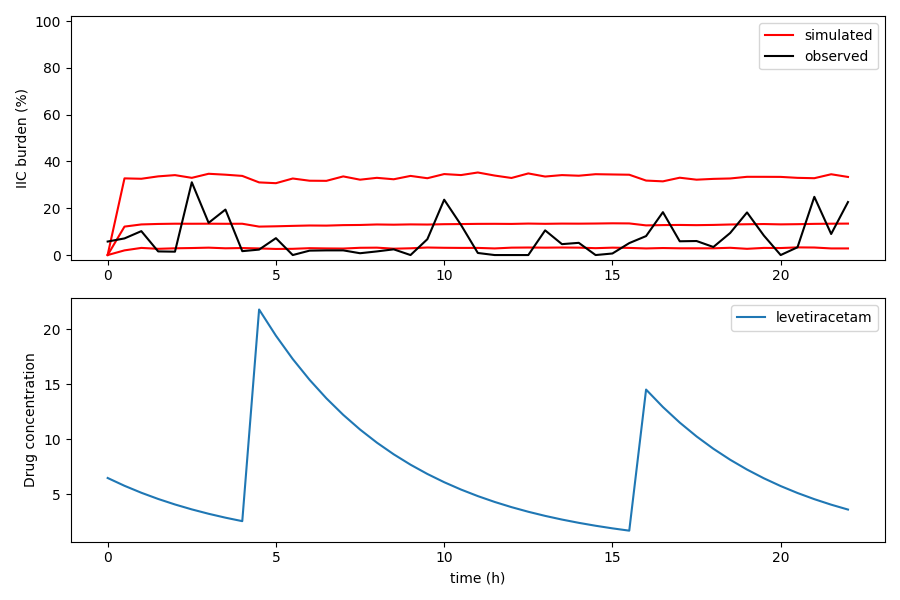 100
80
60
40
20
0
IIC burden (%)
simulated
observed
0 5 10 15 20
20
15
10
5
Drug concentration
levetiracetam
0 5 10 15 20
time (h)